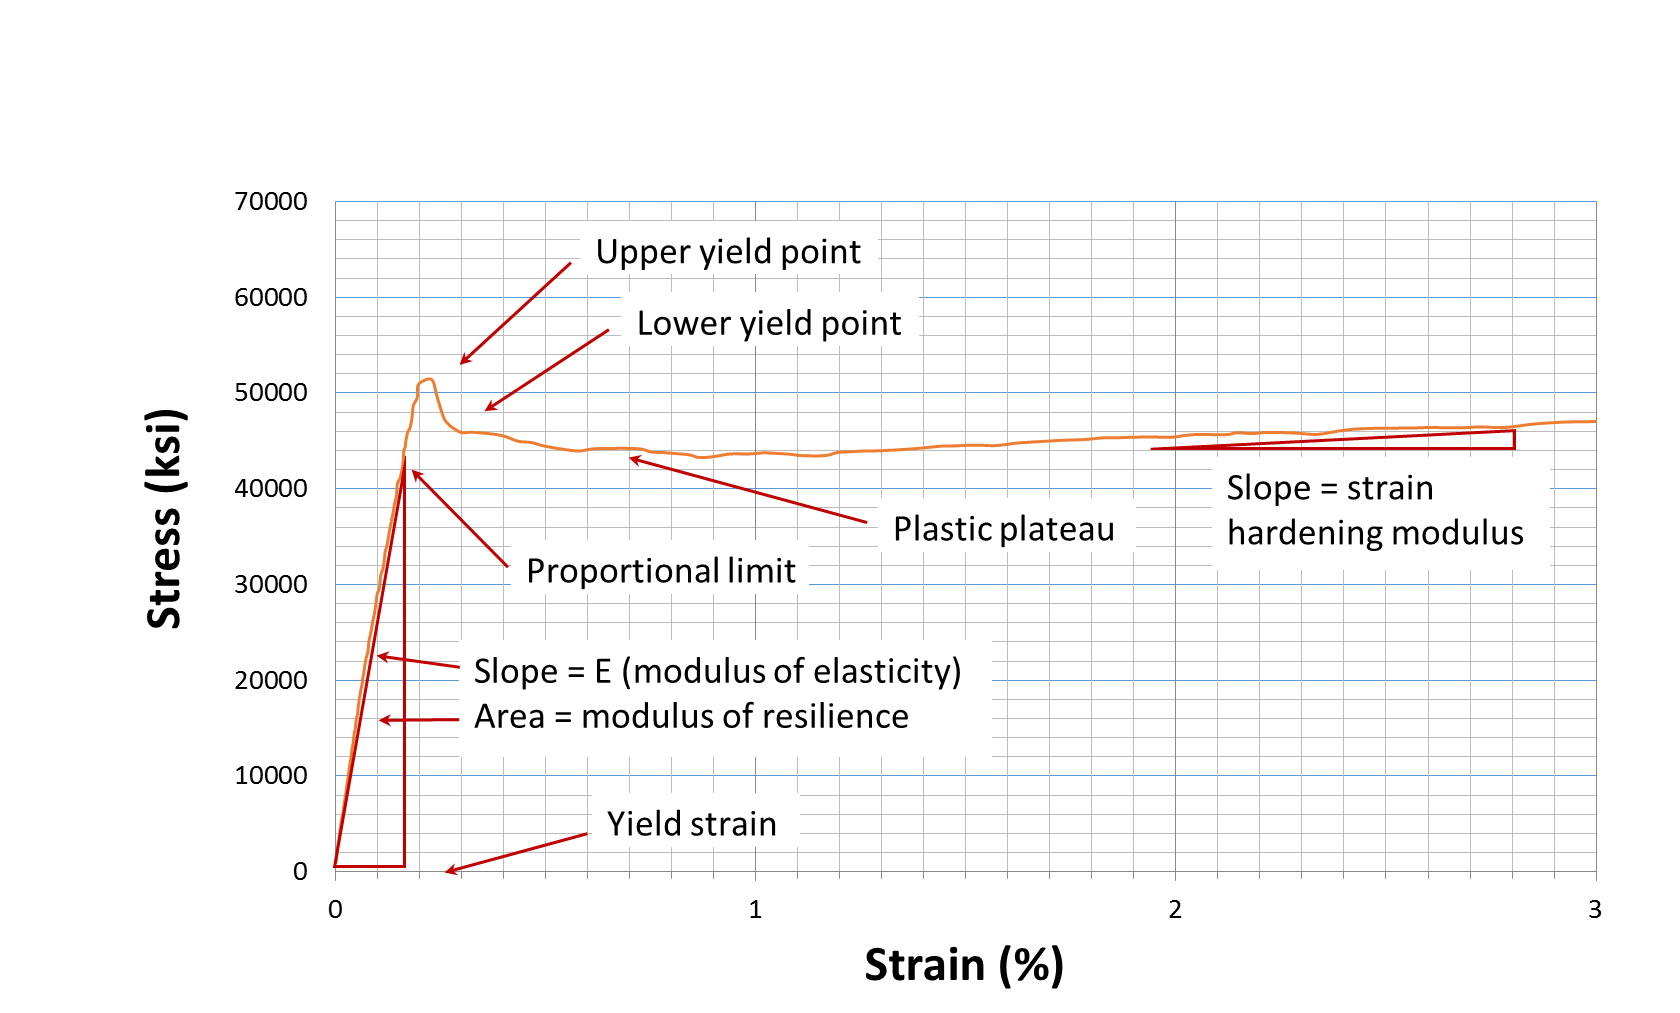 70000
60000
50000
40000
30000
20000
10000
0
Stress (ksi)
Upper yield point
Lower yield point
Plastic plateau
Slope = strain
hardening modulus
Proportional limit
Slope = E (modulus of elasticity)
Area = modulus of resilience
Yield strain
0
1
2
3
Strain (%)